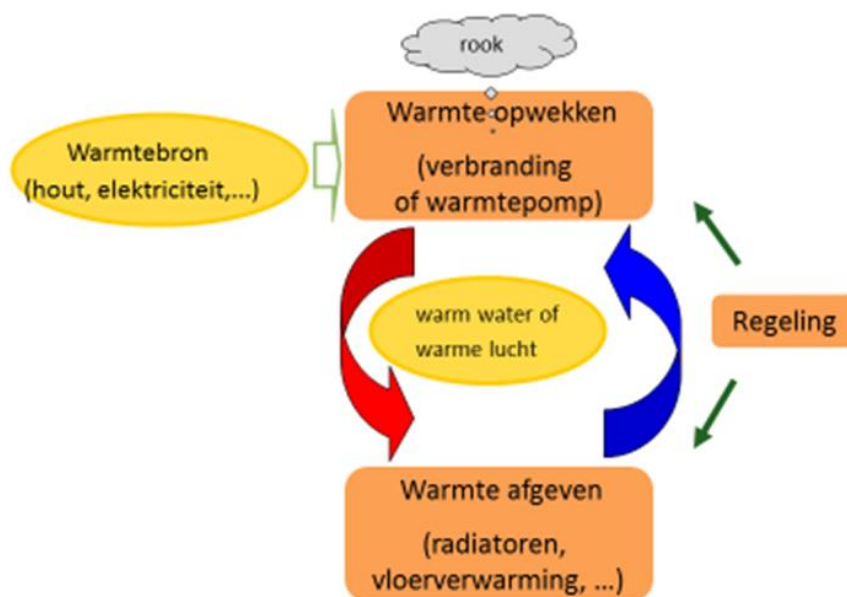 rook
Warmte opwekken
(verbranding
of warmtepomp)
Warmtebron
(hout, elektriciteit,...)
warm water of
warme lucht
Regeling
Warmte afgeven
(radiatoren,
vloerverwarming, ...)